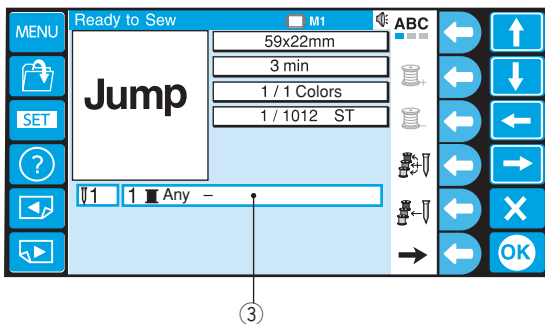 MENU
Ready to Sew
M1
ABC
59x22mm
3 min
Jump
1 / 1 Colors
SET
1 / 1012 ST
?
1
1 Any –
X
OK
3